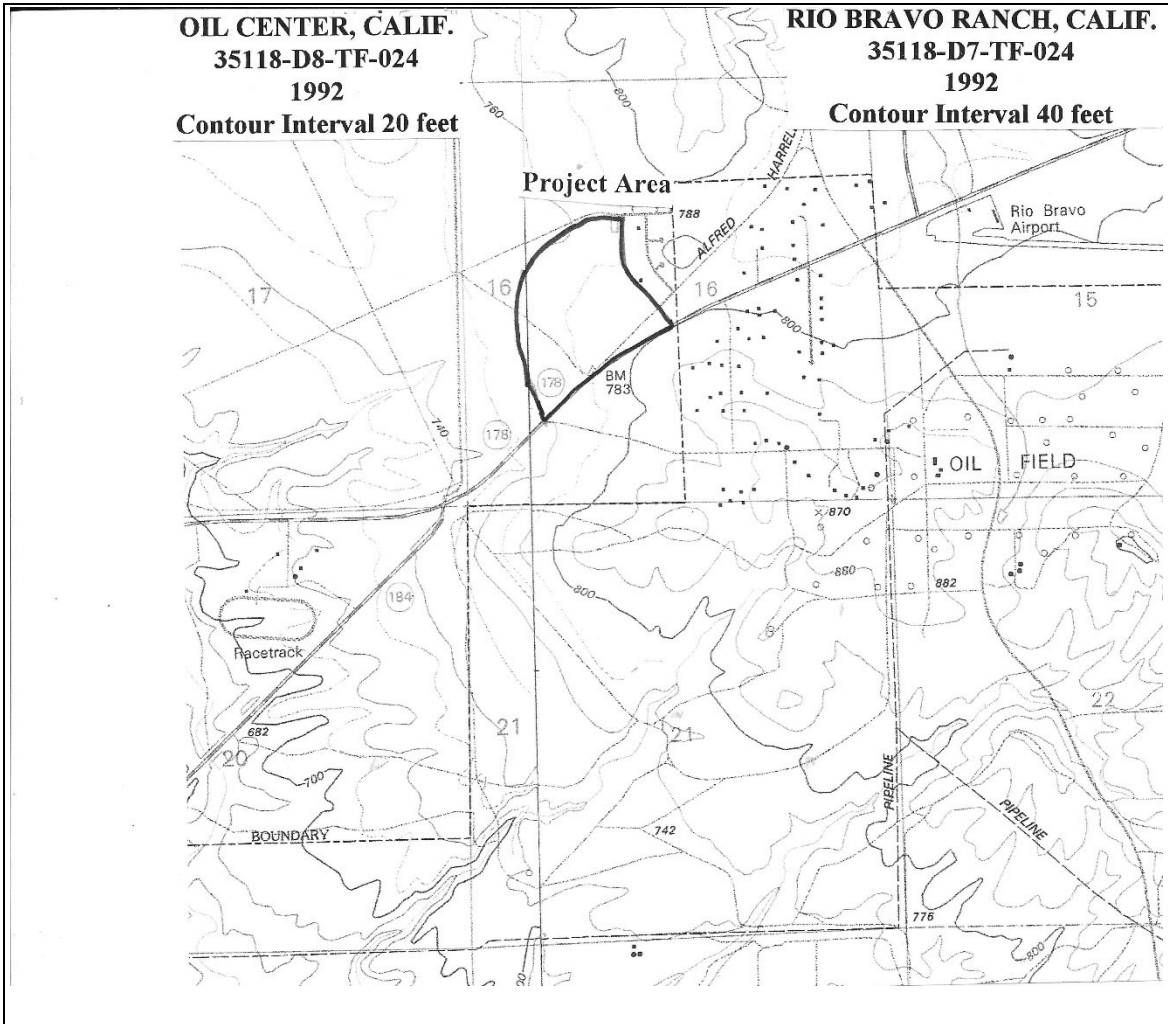 OIL CENTER, CALIF.
35118-D8-TF-024
1992
Contour Interval 20 feet
RIO BRAVO RANCH, CALIF.
35118-D7-TF-024
1992
Contour Interval 40 feet
760
800
HARRELL
Project Area
788
ALFRED
Rio Bravo
Airport
17
16
16
15
800
178
BM
783
740
178
OIL FIELD
870
880
882
800
184
Racetrack
22
682
20
21
21
700
PIPELINE
PIPELINE
BOUNDARY
742
776
800